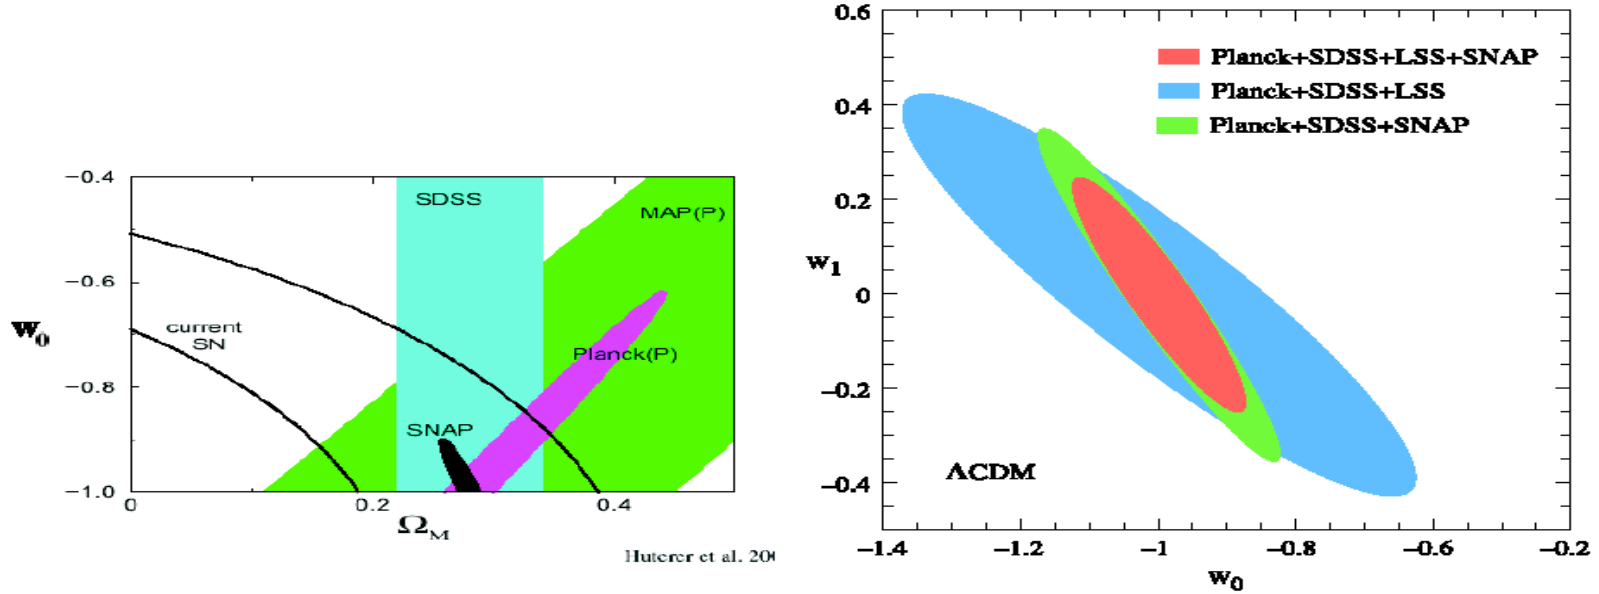 −0.4
−0.6
−0.8
−1.0
w₀
0
0.2
0.4
Ω_M
SDSS
MAP(P)
current
SN
Planck(P)
SNAP
Huterer et al. 200
0.6
0.4
0.2
0
−0.2
−0.4
w₁
Planck+SDSS+LSS+SNAP
Planck+SDSS+LSS
Planck+SDSS+SNAP
ΛCDM
−1.4
−1.2
−1
−0.8
−0.6
−0.2
w₀